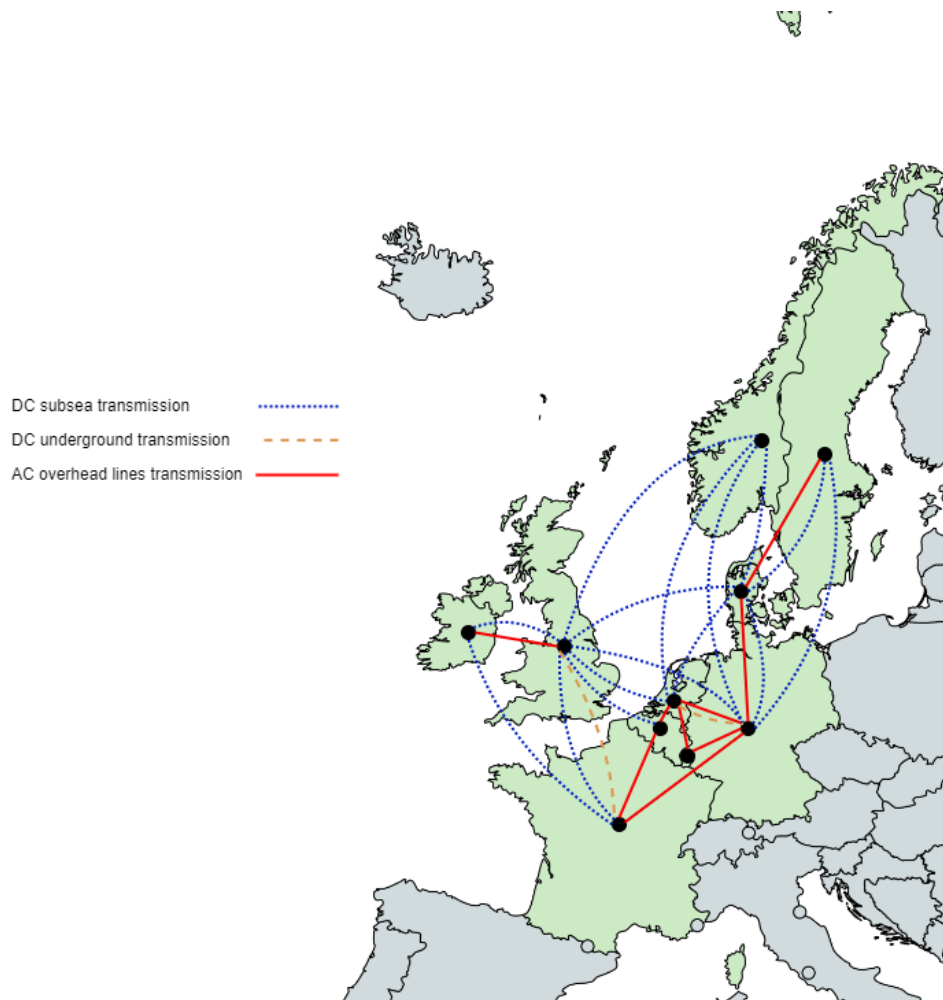 DC subsea transmission
DC underground transmission
AC overhead lines transmission